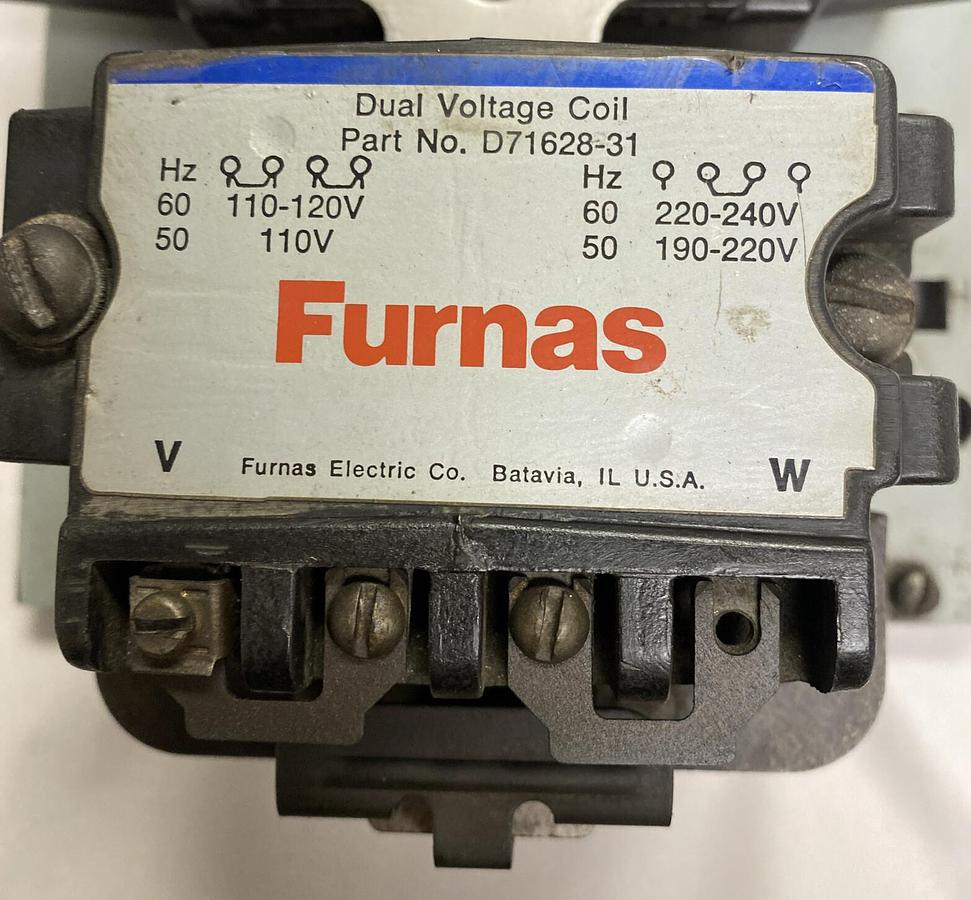 Dual Voltage Coil
Part No. D71628-31
Hz Hz
60 110-120V 60 220-240V
50 110V 50 190-220V
Furnas
V Furnas Electric Co. Batavia, IL U.S.A. W